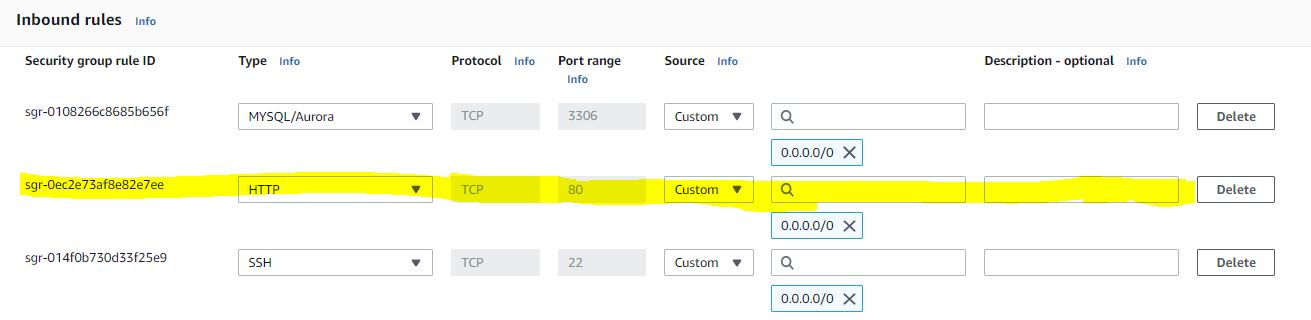 Inbound rules Info
Security group rule ID Type Info Protocol Info Port range Source Info Description - optional Info
Info
sgr-0108266c8685b656f MYSQL/Aurora TCP 3306 Custom Delete
0.0.0.0/0
sgr-0ec2e73af8e82e7ee HTTP TCP 80 Custom Delete
0.0.0.0/0
sgr-014f0b730d33f25e9 SSH TCP 22 Custom Delete
0.0.0.0/0